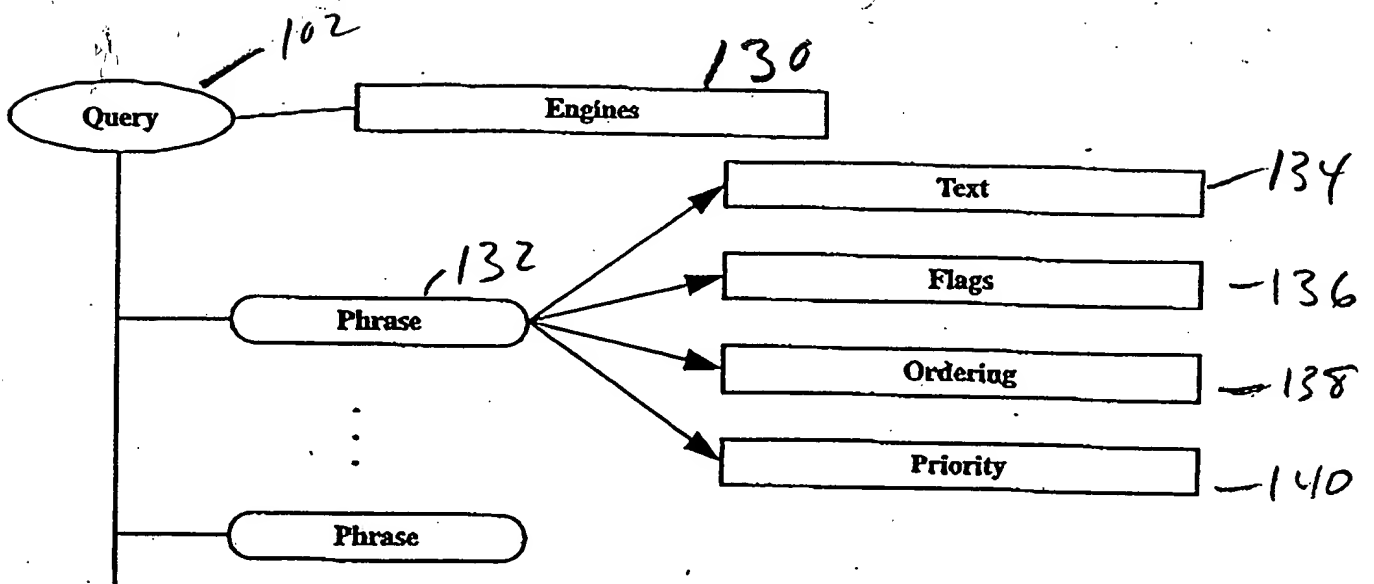 102
130
Query
Engines
Text
134
132
Flags
136
Phrase
Ordering
138
Priority
140
Phrase